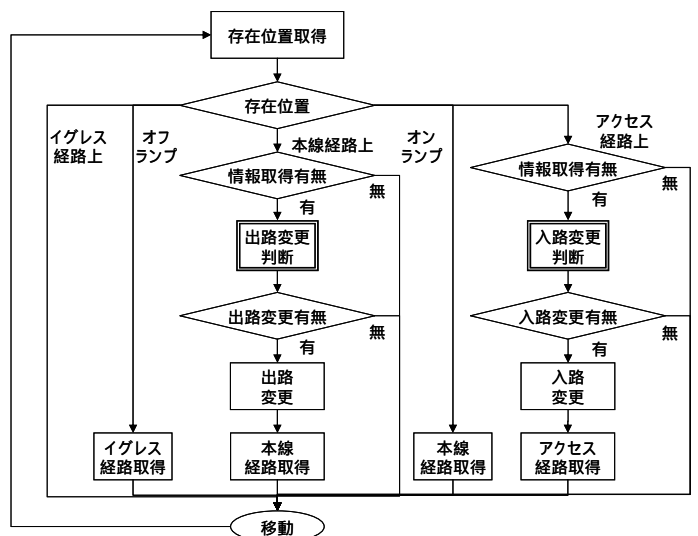 存在位置取得
存在位置
イグレス
経路上
オフ
ランプ
本線経路上
オン
ランプ
アクセス
経路上
情報取得有無
無
有
情報取得有無
無
有
出路変更
判断
入路変更
判断
出路変更有無
無
有
入路変更有無
無
有
出路
変更
入路
変更
イグレス
経路取得
本線
経路取得
本線
経路取得
アクセス
経路取得
移動